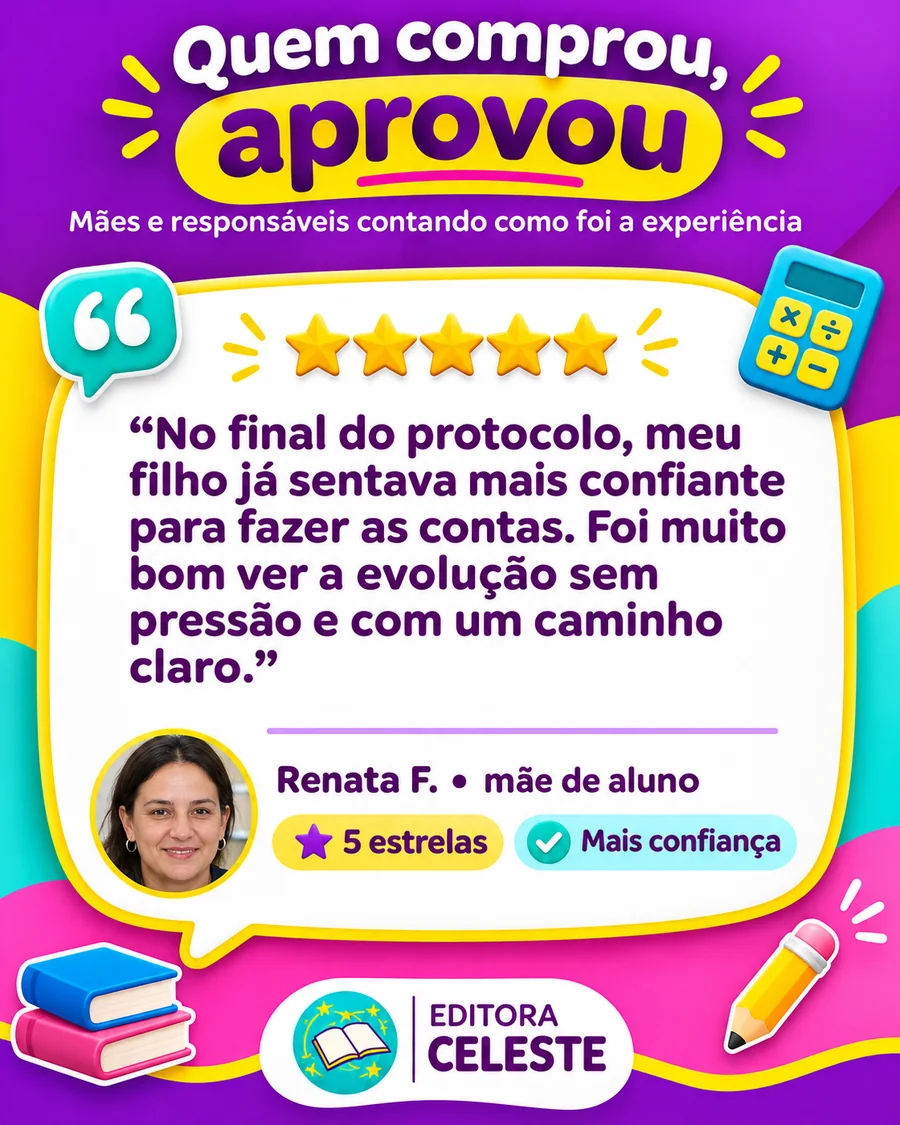 Quem comprou,
aprovou
Mães e responsáveis contando como foi a experiência
“No final do protocolo, meu
filho já sentava mais confiante
para fazer as contas. Foi muito
bom ver a evolução sem
pressão e com um caminho
claro.”
Renata F. • mãe de aluno
5 estrelas
Mais confiança
EDITORA
CELESTE